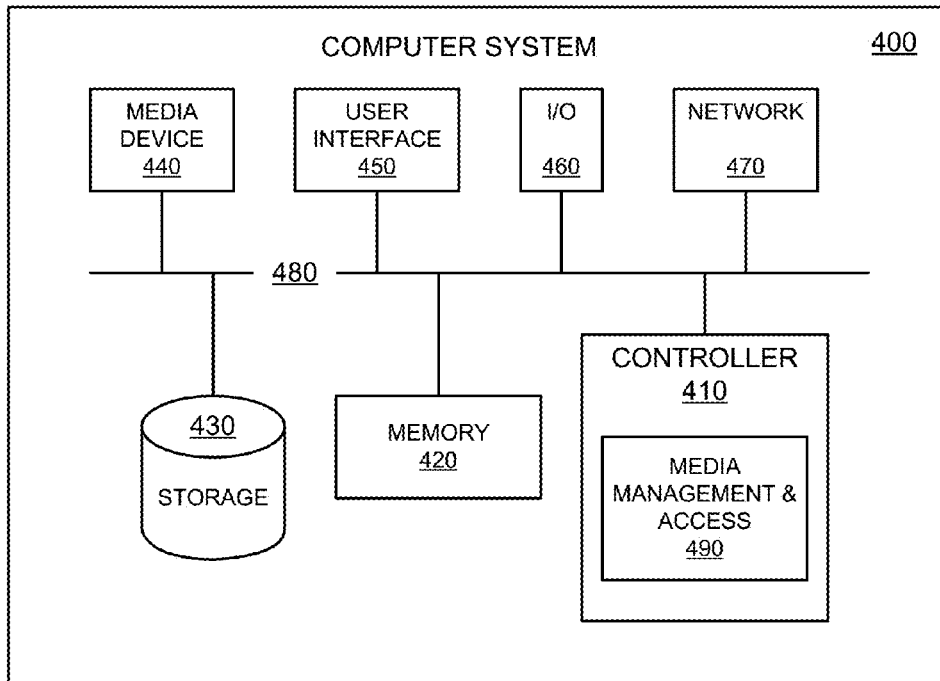 COMPUTER SYSTEM
400
MEDIA
DEVICE
440
USER
INTERFACE
450
I/O
460
NETWORK
470
480
430
STORAGE
MEMORY
420
CONTROLLER
410
MEDIA
MANAGEMENT &
ACCESS
490